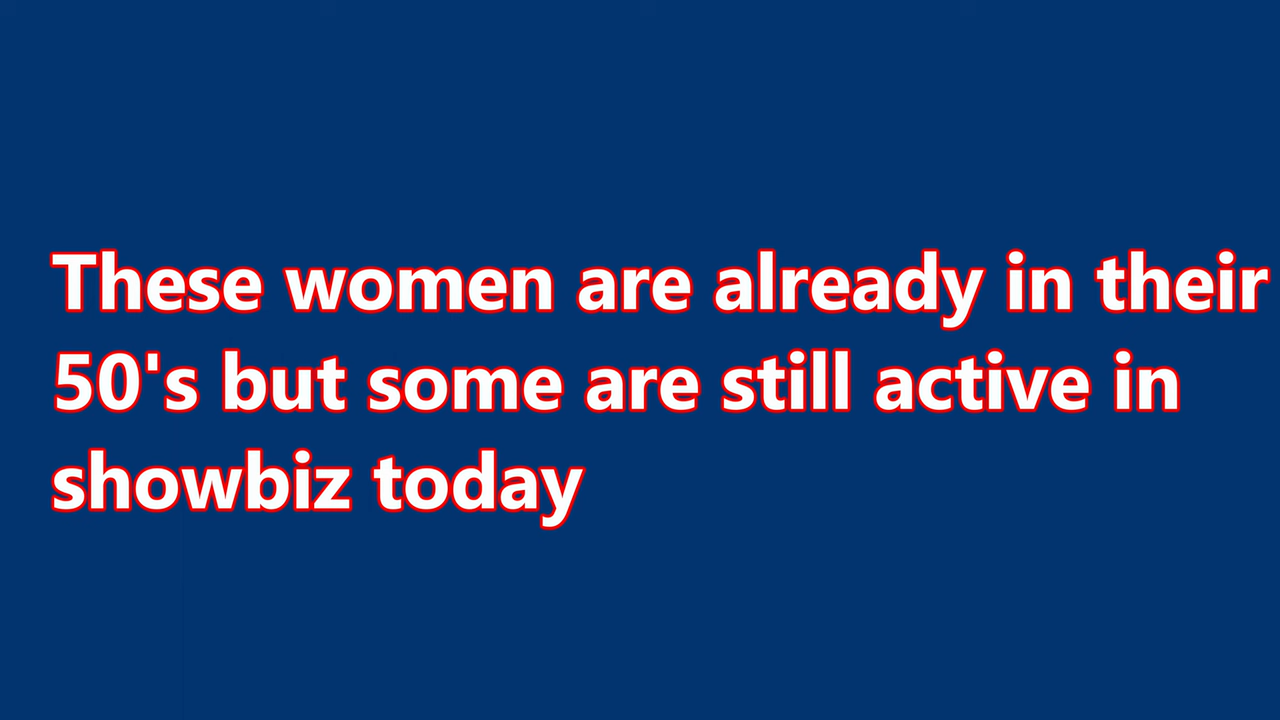 These women are already in their
50's but some are still active in
showbiz today